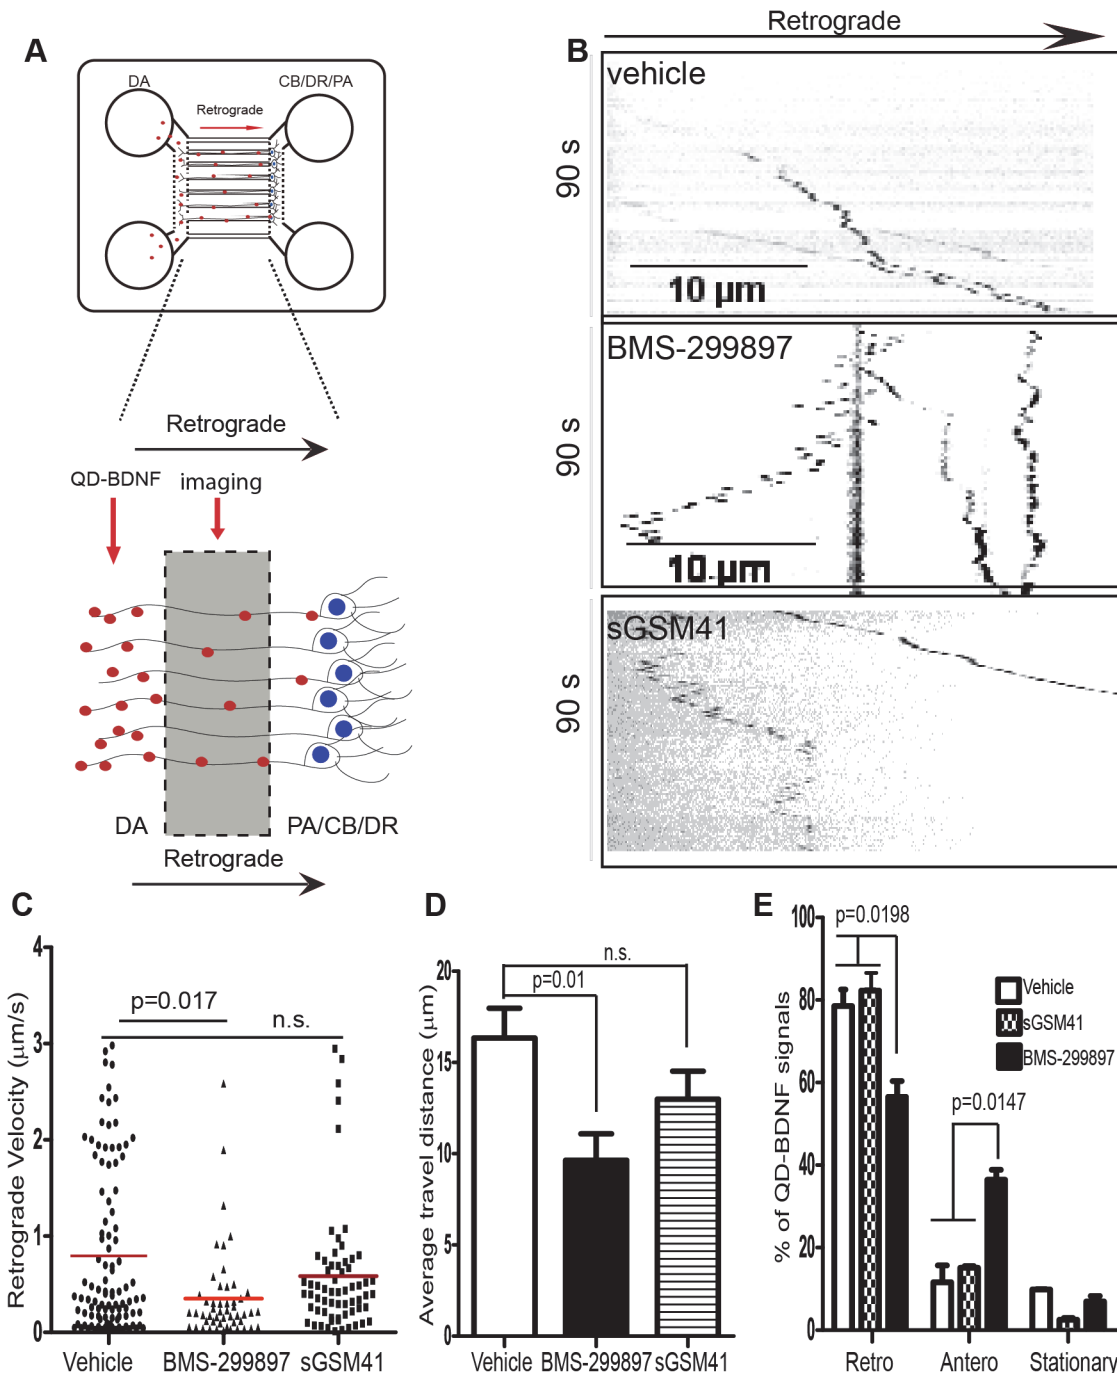 A
DA
CB/DR/PA
Retrograde
Retrograde
QD-BDNF
imaging
DA
PA/CB/DR
Retrograde
B
Retrograde
vehicle
90 s
10 μm
BMS-299897
90 s
10 μm
sGSM41
90 s
C
Retrograde Velocity (μm/s)
4
3
2
1
0
p=0.017
n.s.
Vehicle
BMS-299897
sGSM41
D
Average travel distance (μm)
20
15
10
5
0
n.s.
p=0.01
Vehicle
BMS-299897
sGSM41
E
% of QD-BDNF signals
100
80
60
40
20
0
p=0.0198
p=0.0147
Vehicle
sGSM41
BMS-299897
Retro
Antero
Stationary